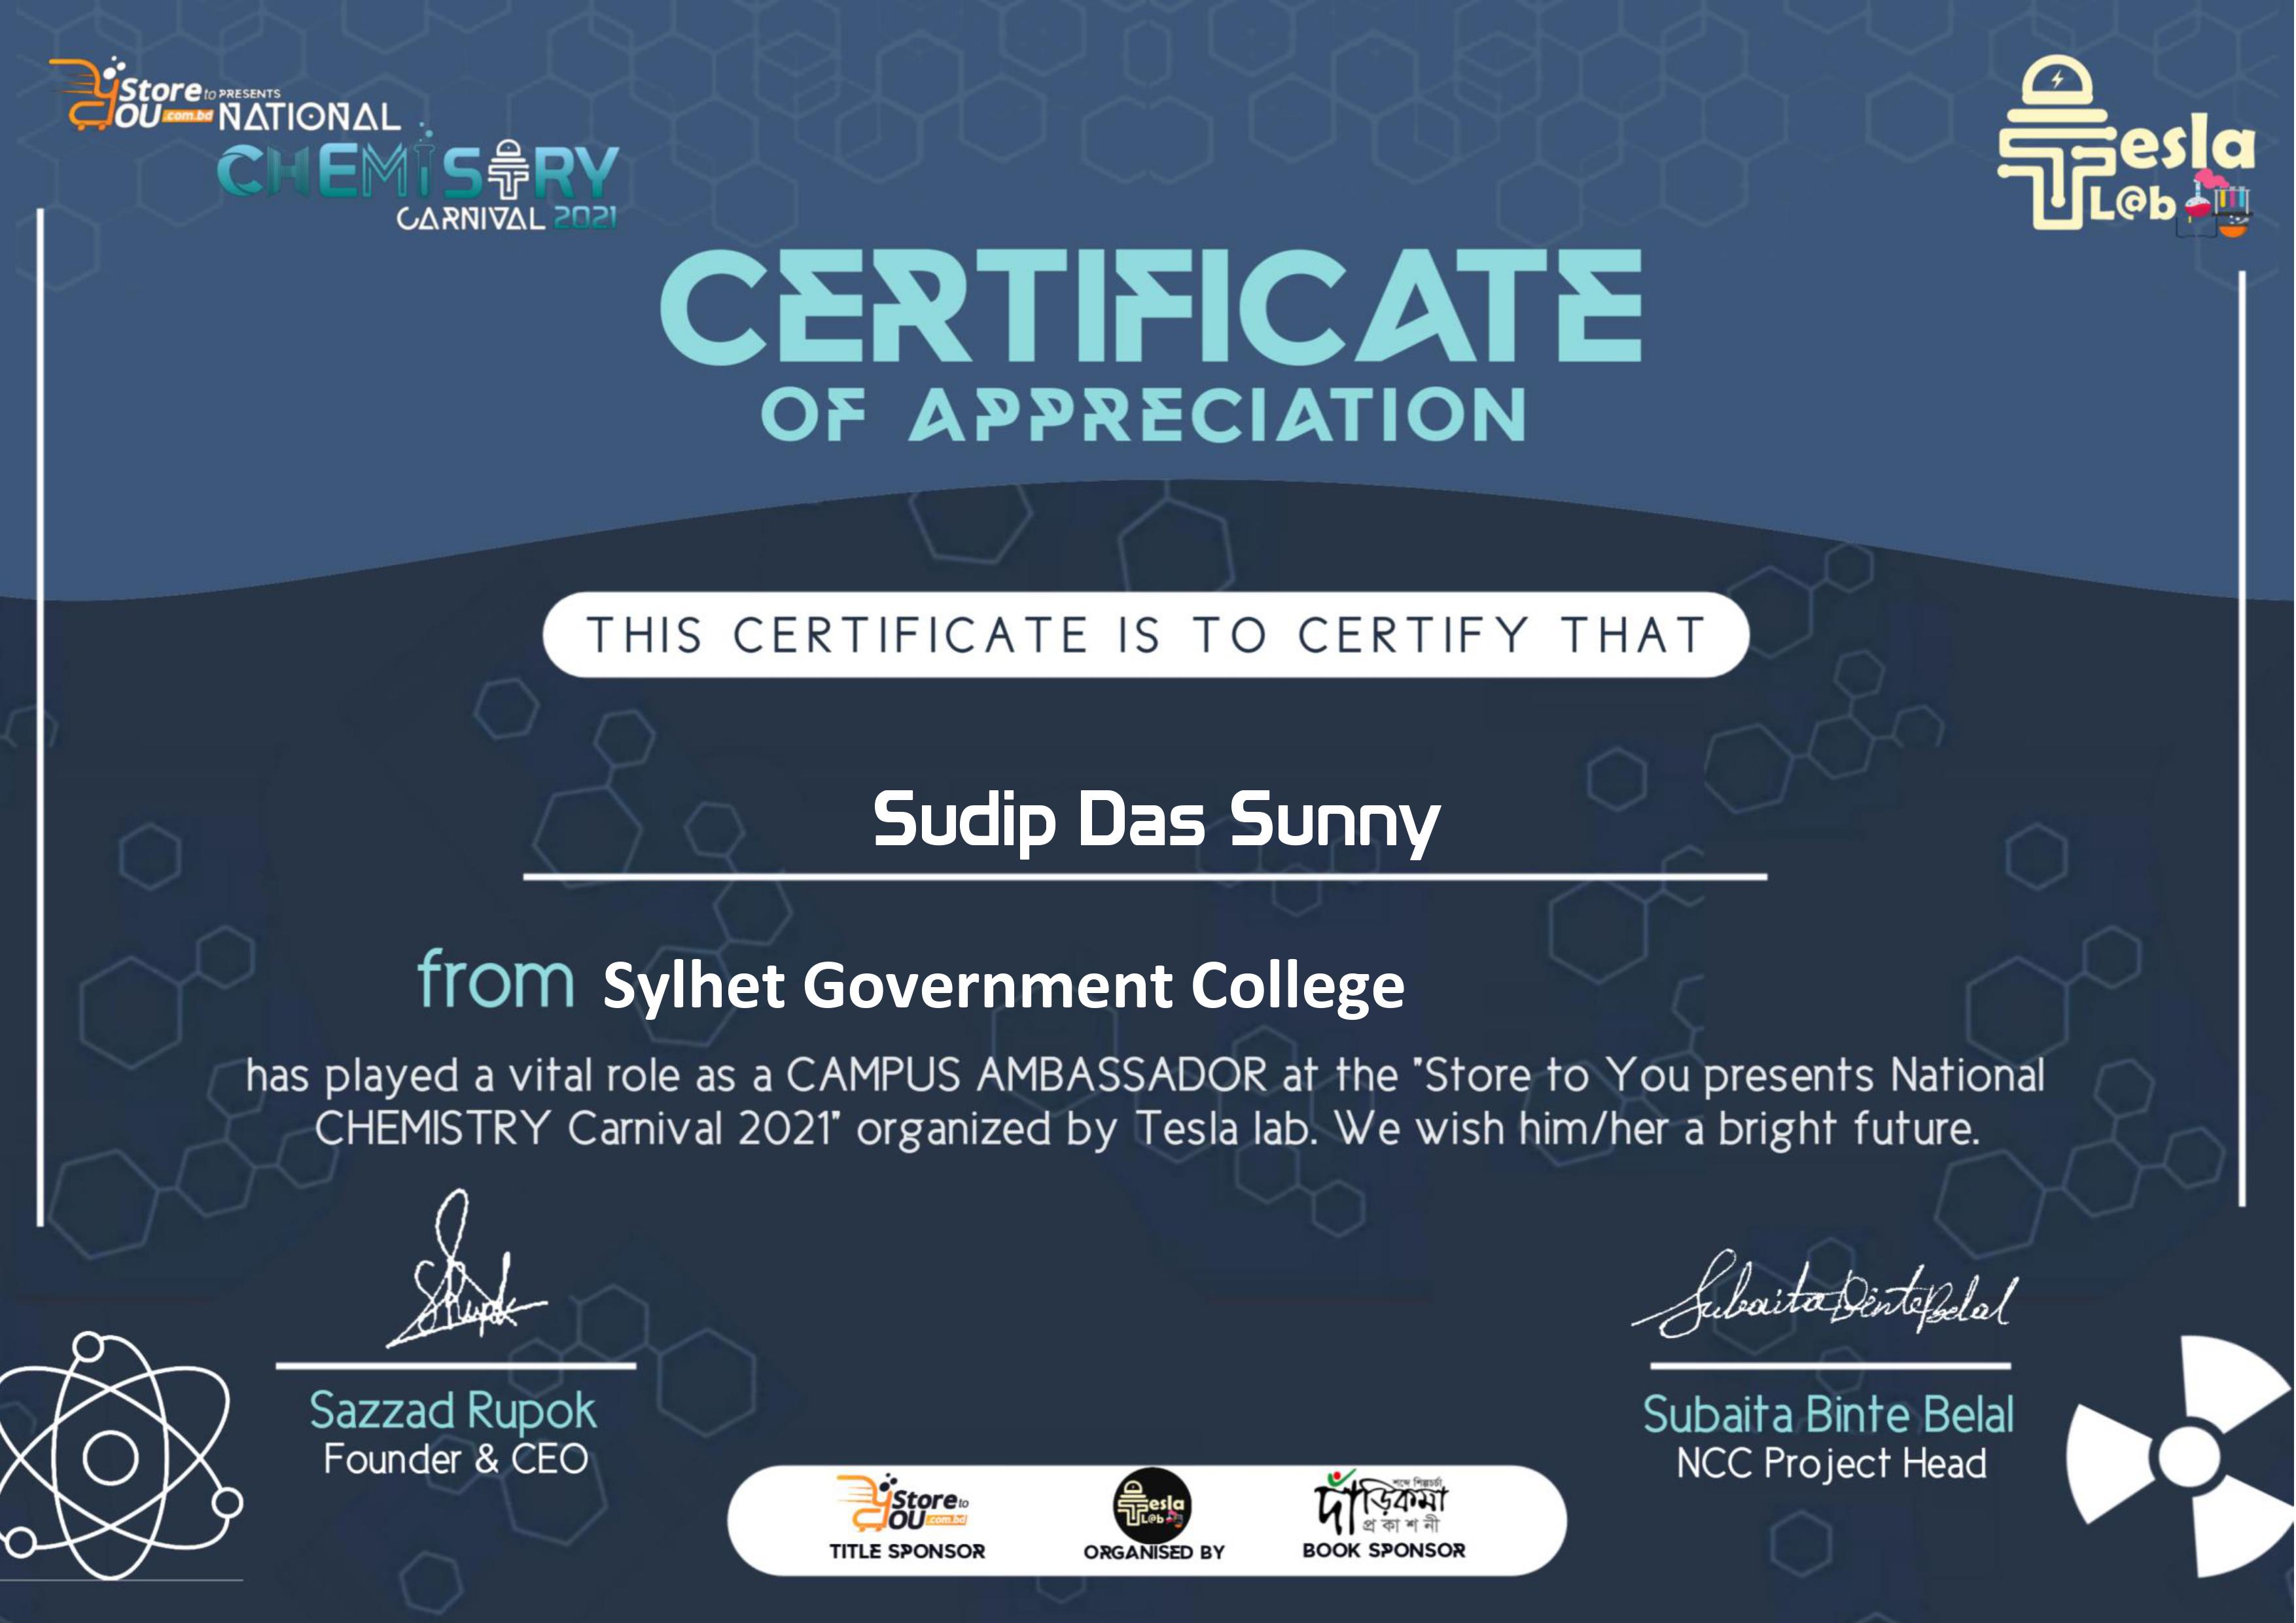 Store to YOU .com.bd PRESENTS
NATIONAL
CHEMISTRY
CARNIVAL 2021
Tesla
L@b
CERTIFICATE
OF APPRECIATION
THIS CERTIFICATE IS TO CERTIFY THAT
Sudip Das Sunny
from Sylhet Government College
has played a vital role as a CAMPUS AMBASSADOR at the "Store to You presents National
CHEMISTRY Carnival 2021" organized by Tesla lab. We wish him/her a bright future.
Subaita Binte Belal
Sazzad Rupok
Founder & CEO
Subaita Binte Belal
NCC Project Head
Store to YOU .com.bd
TITLE SPONSOR
Tesla L@b
ORGANISED BY
শব্দে শিল্পচর্চা
দাঁড়িকমা
প্রকাশনী
BOOK SPONSOR